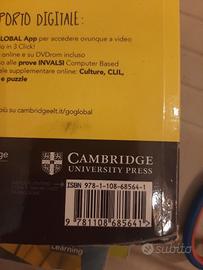 PORTO DIGITALE:
GLOBAL App per accedere ovunque a video
in 3 Click!
online e su DVDrom incluso
alle prove INVALSI Computer Based
supplementare online: Culture, CLIL,
e puzzle
più su cambridgeelt.it/goglobal
CAMBRIDGE
UNIVERSITY PRESS
ISBN 978-1-108-68564-1
9 781108 685641
Learning
subito